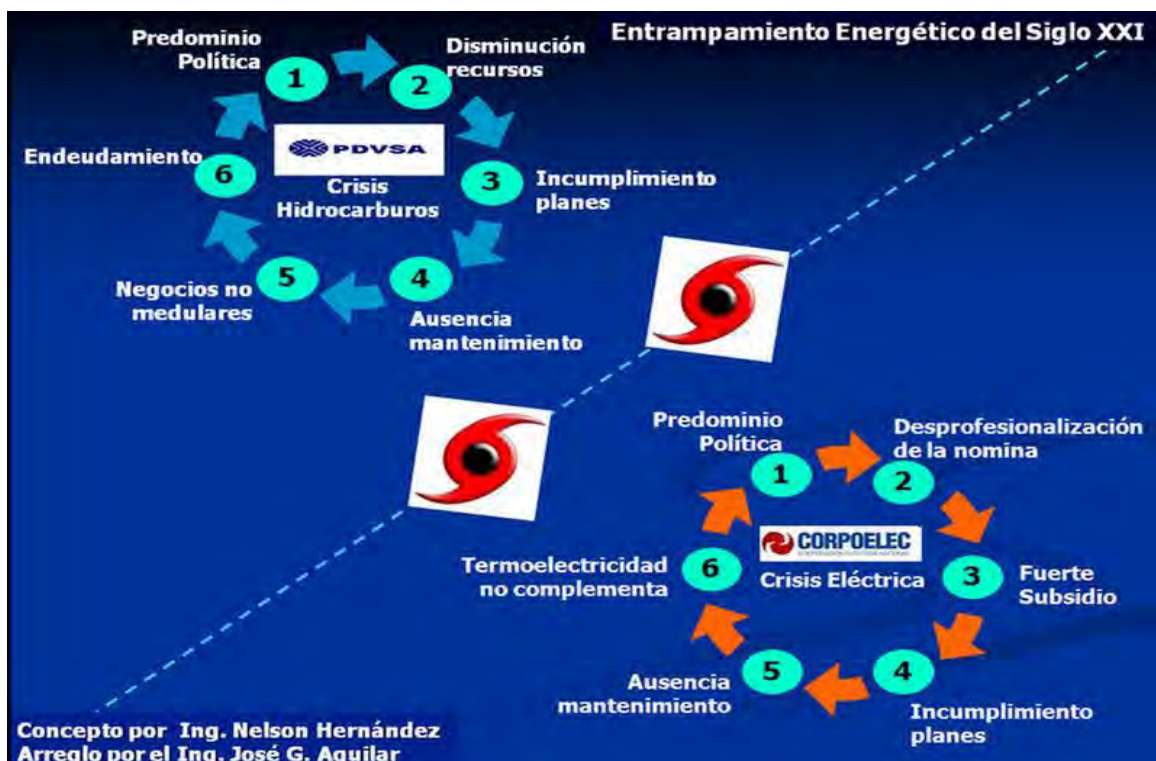 Entrampamiento Energético del Siglo XXI
Predominio
Política
1
Disminución
recursos
2
3
Incumplimiento
planes
4
Ausencia
mantenimiento
5
Negocios no
medulares
6
Endeudamiento
PDVSA
Crisis
Hidrocarburos
Predominio
Política
1
Desprofesionalización
de la nomina
2
3
Fuerte
Subsidio
4
Incumplimiento
planes
5
Ausencia
mantenimiento
6
Termoelectricidad
no complementa
CORPOELEC
Crisis Eléctrica
Concepto por Ing. Nelson Hernández
Arreglo por el Ing. José G. Aguilar